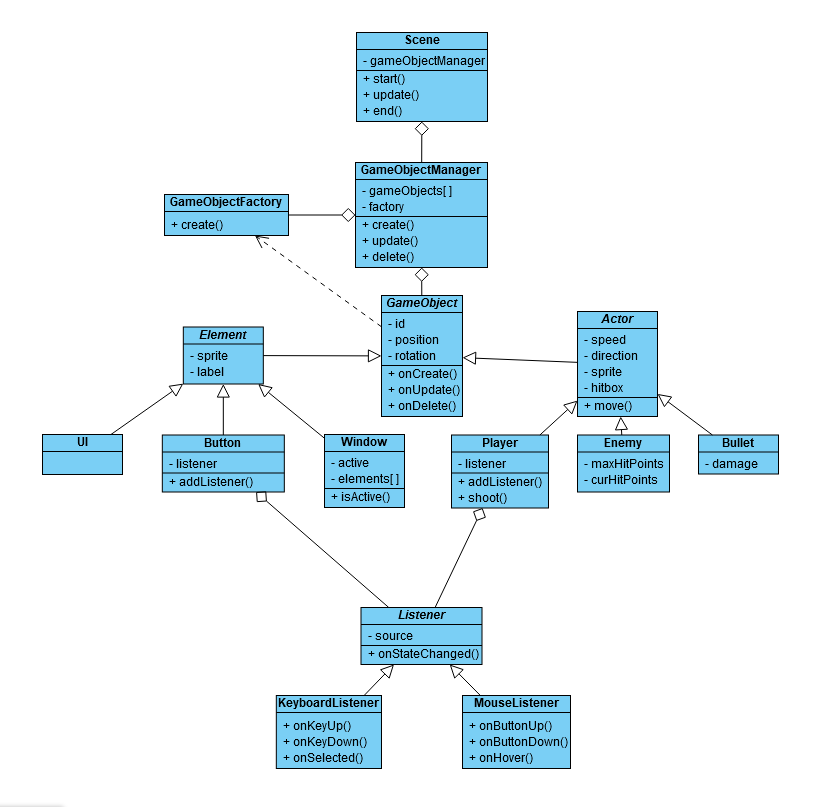 Scene
- gameObjectManager
+ start()
+ update()
+ end()
GameObjectManager
- gameObjects[ ]
- factory
+ create()
+ update()
+ delete()
GameObjectFactory
+ create()
GameObject
- id
- position
- rotation
+ onCreate()
+ onUpdate()
+ onDelete()
Element
- sprite
- label
Actor
- speed
- direction
- sprite
- hitbox
+ move()
UI
Button
- listener
+ addListener()
Window
- active
- elements[ ]
+ isActive()
Player
- listener
+ addListener()
+ shoot()
Enemy
- maxHitPoints
- curHitPoints
Bullet
- damage
Listener
- source
+ onStateChanged()
KeyboardListener
+ onKeyUp()
+ onKeyDown()
+ onSelected()
MouseListener
+ onButtonUp()
+ onButtonDown()
+ onHover()